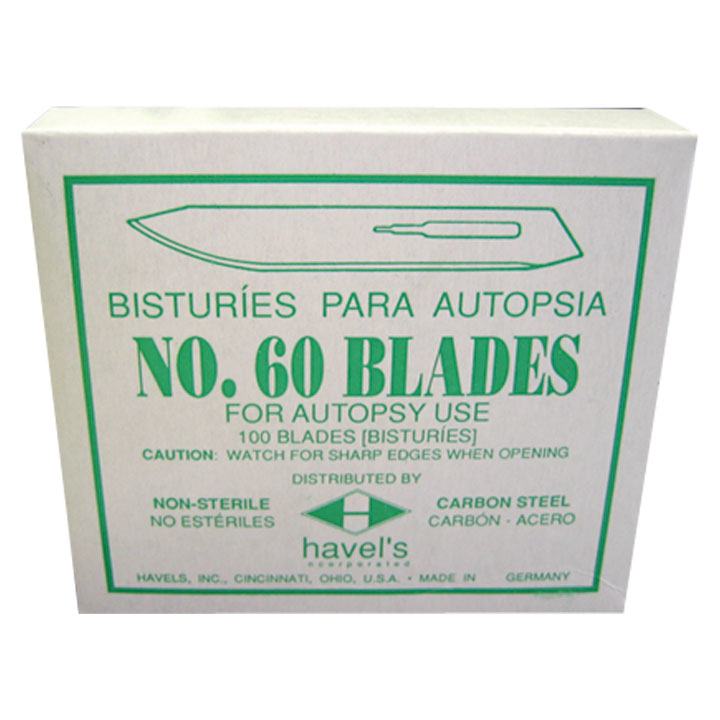 BISTURÍES PARA AUTOPSIA
NO. 60 BLADES
FOR AUTOPSY USE
100 BLADES [BISTURÍES]
CAUTION: WATCH FOR SHARP EDGES WHEN OPENING
DISTRIBUTED BY
NON-STERILE
NO ESTÉRILES
H
havel's
ncorporated
CARBON STEEL
CARBÓN - ACERO
HAVELS, INC., CINCINNATI, OHIO, U.S.A. • MADE IN GERMANY